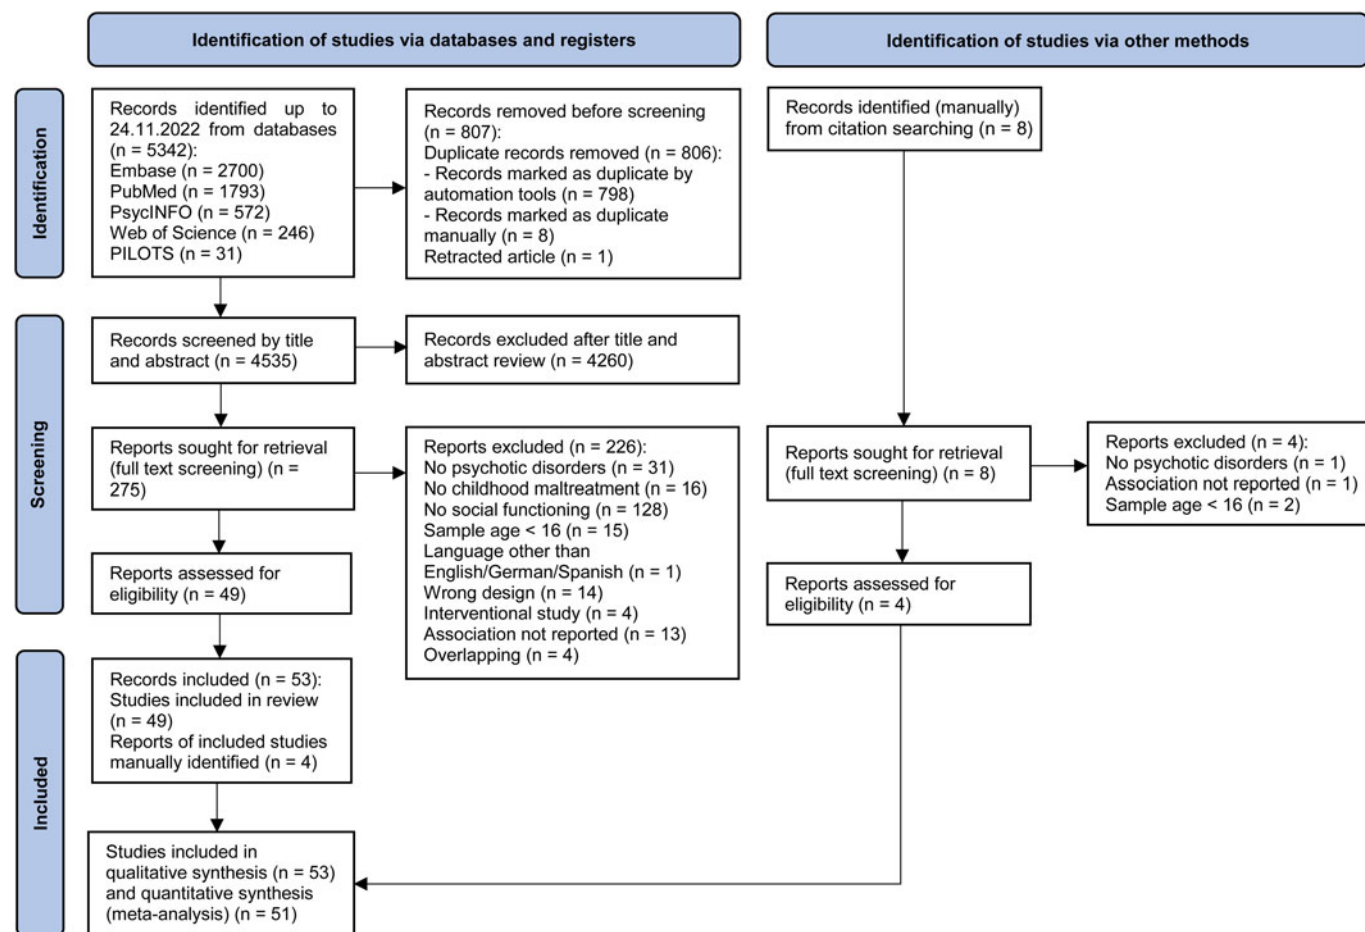 Identification of studies via databases and registers
Identification of studies via other methods
Identification
Records identified up to
24.11.2022 from databases
(n = 5342):
Embase (n = 2700)
PubMed (n = 1793)
PsycINFO (n = 572)
Web of Science (n = 246)
PILOTS (n = 31)
Records removed before screening
(n = 807):
Duplicate records removed (n = 806):
- Records marked as duplicate by
automation tools (n = 798)
- Records marked as duplicate
manually (n = 8)
Retracted article (n = 1)
Records identified (manually)
from citation searching (n = 8)
Screening
Records screened by title
and abstract (n = 4535)
Records excluded after title and
abstract review (n = 4260)
Reports sought for retrieval
(full text screening) (n =
275)
Reports excluded (n = 226):
No psychotic disorders (n = 31)
No childhood maltreatment (n = 16)
No social functioning (n = 128)
Sample age < 16 (n = 15)
Language other than
English/German/Spanish (n = 1)
Wrong design (n = 14)
Interventional study (n = 4)
Association not reported (n = 13)
Overlapping (n = 4)
Reports sought for retrieval
(full text screening) (n = 8)
Reports excluded (n = 4):
No psychotic disorders (n = 1)
Association not reported (n = 1)
Sample age < 16 (n = 2)
Reports assessed for
eligibility (n = 49)
Reports assessed for
eligibility (n = 4)
Included
Records included (n = 53):
Studies included in review
(n = 49)
Reports of included studies
manually identified (n = 4)
Studies included in
qualitative synthesis (n = 53)
and quantitative synthesis
(meta-analysis) (n = 51)